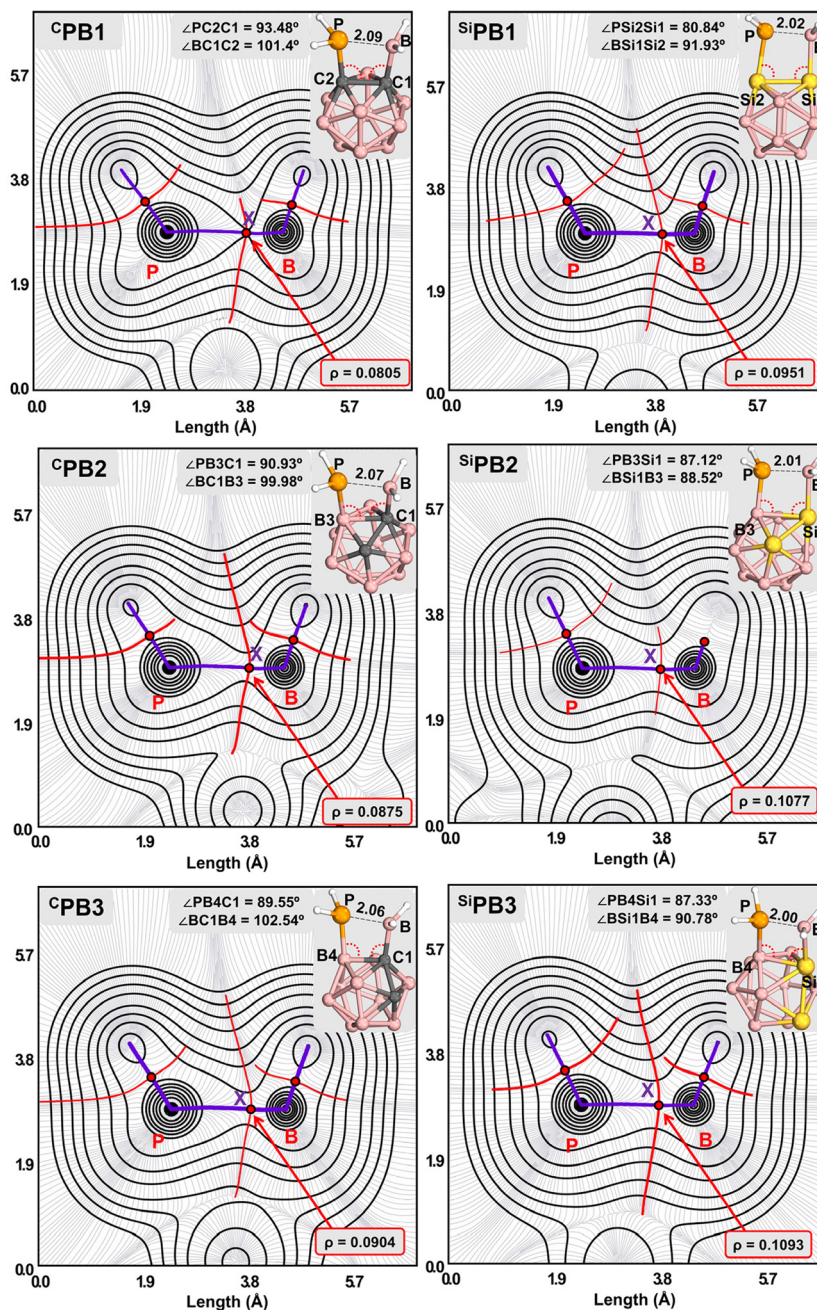 ᶜPB1
∠PC2C1 = 93.48º
∠BC1C2 = 101.4º
P
2.09
B
C2
C1
5.7
3.8
1.9
0.0
X
P
B
ρ = 0.0805
0.0
1.9
3.8
5.7
Length (Å)
ˢⁱPB1
∠PSi2Si1 = 80.84º
∠BSi1Si2 = 91.93º
P
2.02
B
Si2
Si
5.7
3.8
1.9
0.0
X
P
B
ρ = 0.0951
0.0
1.9
3.8
5.7
Length (Å)
ᶜPB2
∠PB3C1 = 90.93º
∠BC1B3 = 99.98º
P
2.07
B
B3
C1
5.7
3.8
1.9
0.0
X
P
B
ρ = 0.0875
0.0
1.9
3.8
5.7
Length (Å)
ˢⁱPB2
∠PB3Si1 = 87.12º
∠BSi1B3 = 88.52º
P
2.01
B
B3
Si
5.7
3.8
1.9
0.0
X
P
B
ρ = 0.1077
0.0
1.9
3.8
5.7
Length (Å)
ᶜPB3
∠PB4C1 = 89.55º
∠BC1B4 = 102.54º
P
2.06
B
B4
C1
5.7
3.8
1.9
0.0
X
P
B
ρ = 0.0904
0.0
1.9
3.8
5.7
Length (Å)
ˢⁱPB3
∠PB4Si1 = 87.33º
∠BSi1B4 = 90.78º
P
2.00
B
B4
Si
5.7
3.8
1.9
0.0
X
P
B
ρ = 0.1093
0.0
1.9
3.8
5.7
Length (Å)